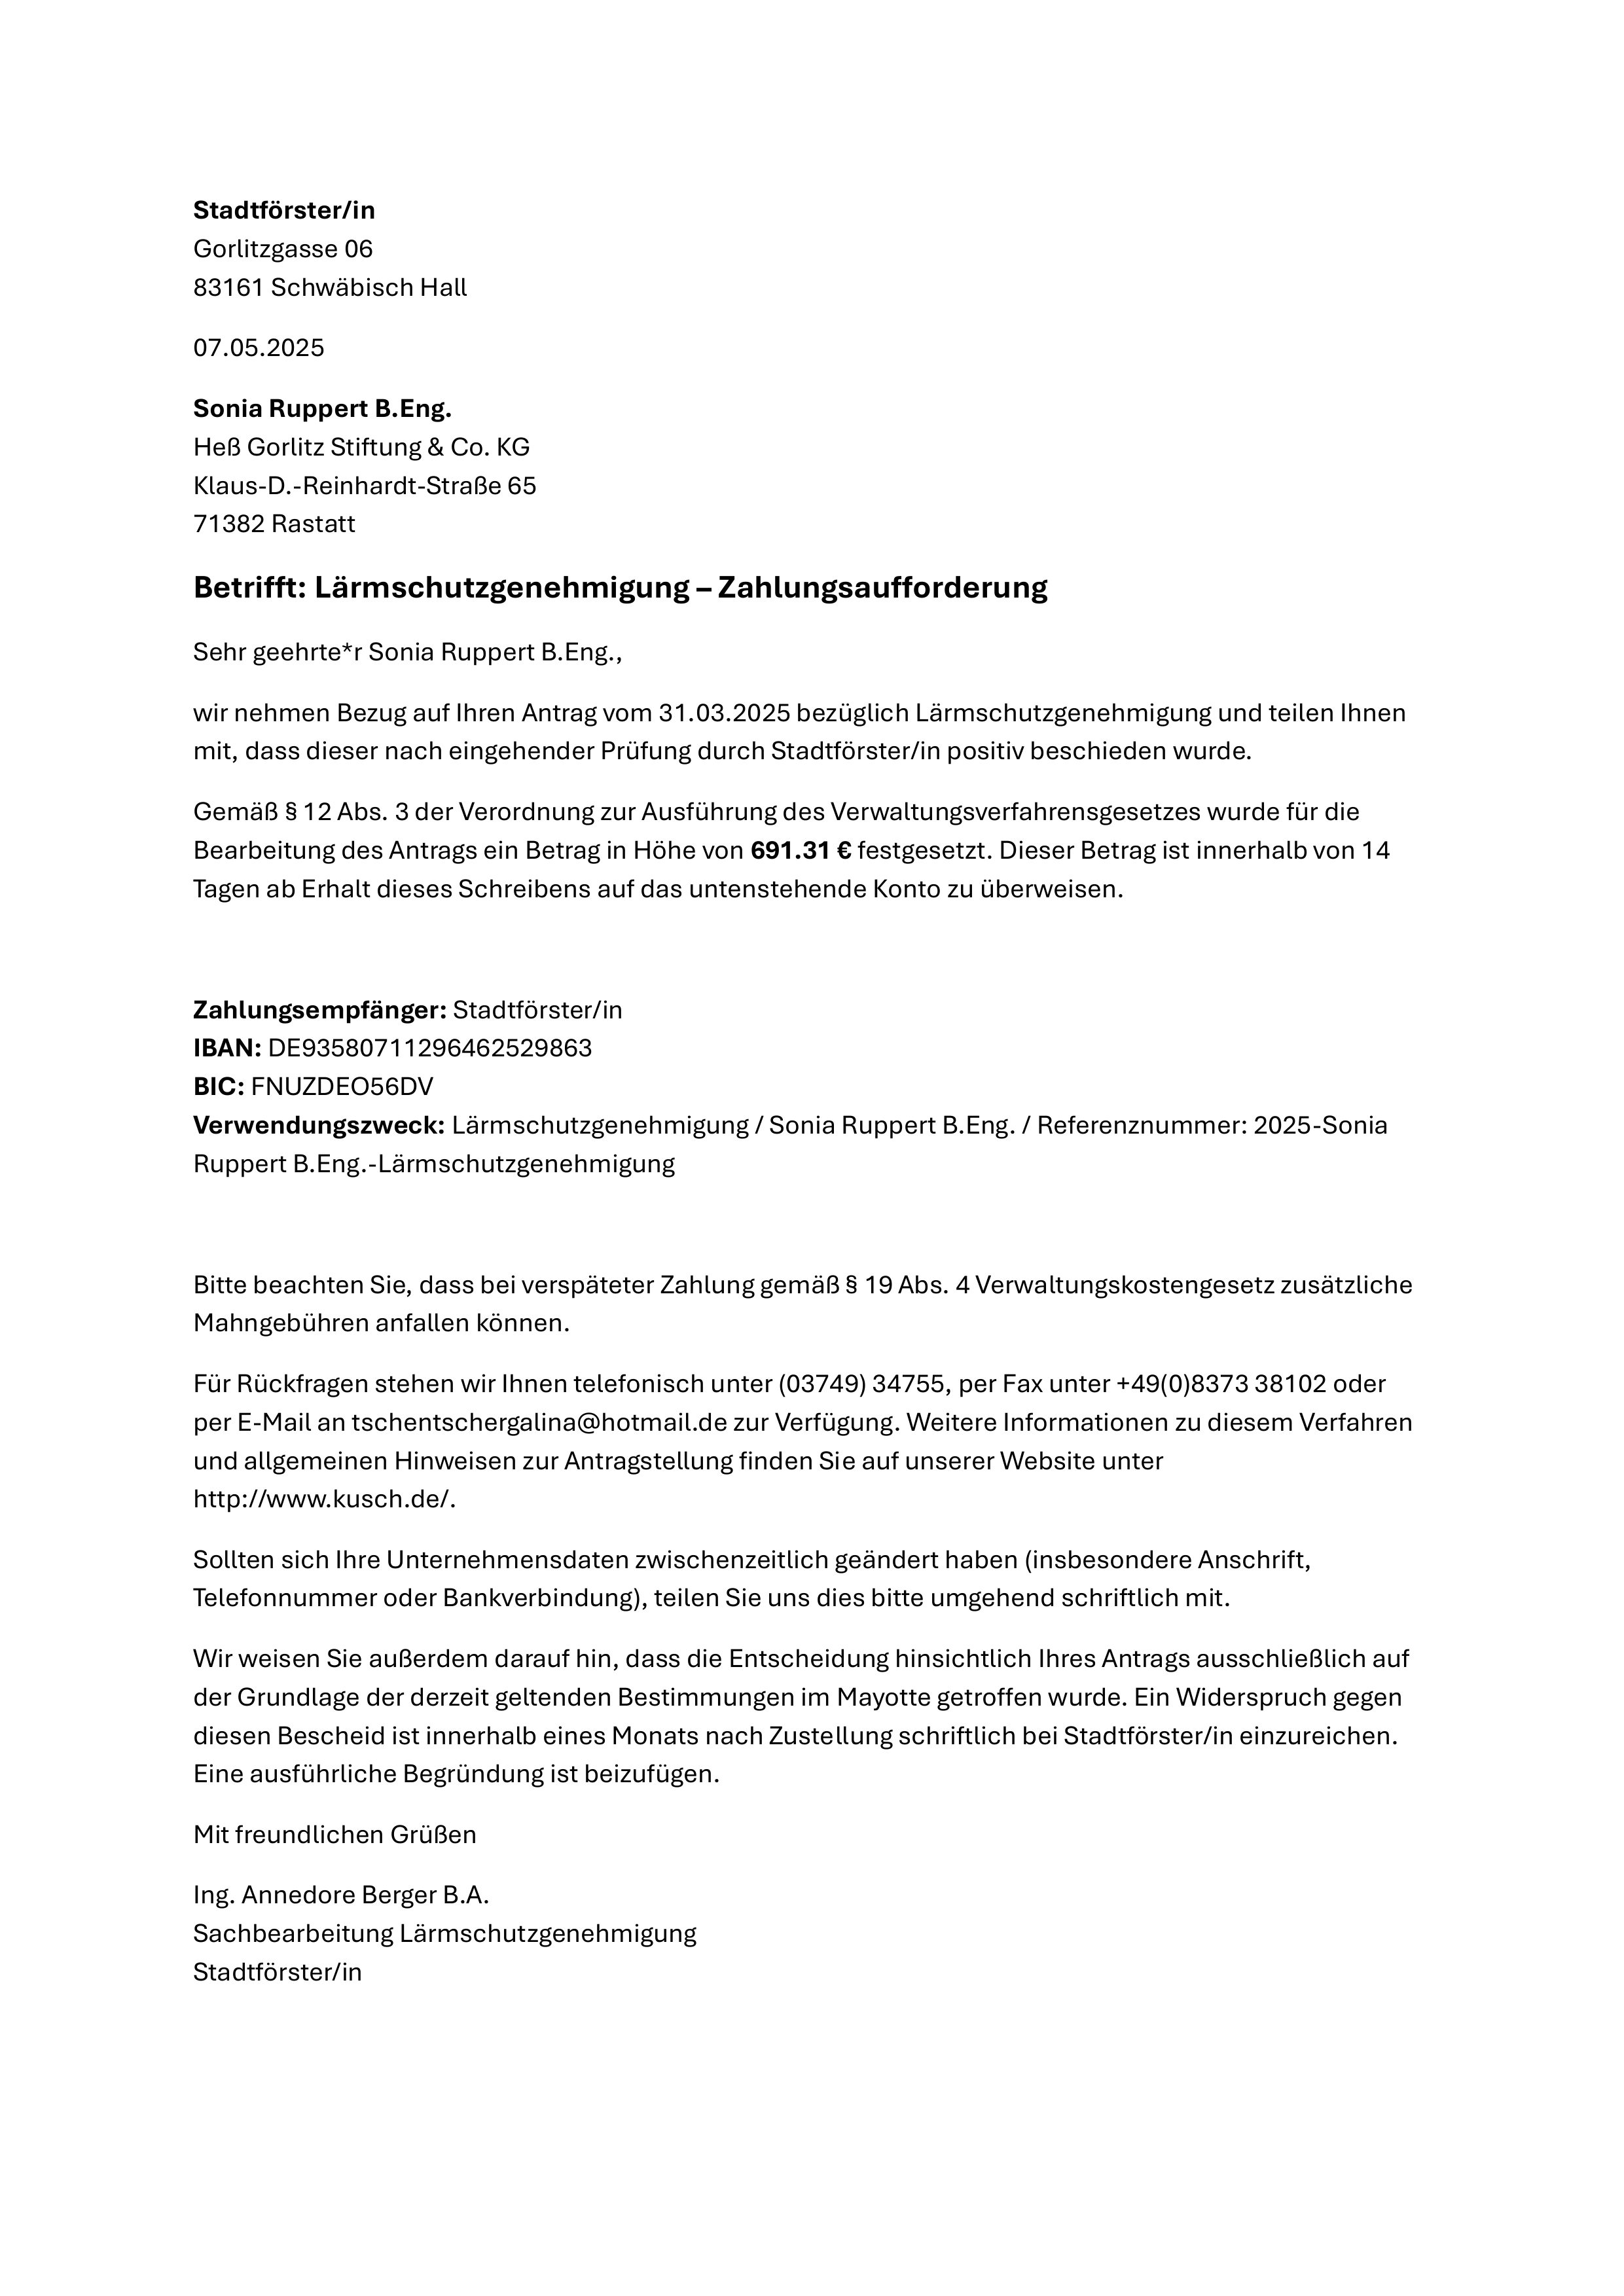 Stadtförster/in
Gorlitzgasse 06
83161 Schwäbisch Hall
07.05.2025
Sonia Ruppert B.Eng.
Heß Gorlitz Stiftung & Co. KG
Klaus-D.-Reinhardt-Straße 65
71382 Rastatt
Betrifft: Lärmschutzgenehmigung – Zahlungsaufforderung
Sehr geehrte*r Sonia Ruppert B.Eng.,
wir nehmen Bezug auf Ihren Antrag vom 31.03.2025 bezüglich Lärmschutzgenehmigung und teilen Ihnen
mit, dass dieser nach eingehender Prüfung durch Stadtförster/in positiv beschieden wurde.
Gemäß § 12 Abs. 3 der Verordnung zur Ausführung des Verwaltungsverfahrensgesetzes wurde für die
Bearbeitung des Antrags ein Betrag in Höhe von 691.31 € festgesetzt. Dieser Betrag ist innerhalb von 14
Tagen ab Erhalt dieses Schreibens auf das untenstehende Konto zu überweisen.
Zahlungsempfänger: Stadtförster/in
IBAN: DE93580711296462529863
BIC: FNUZDEO56DV
Verwendungszweck: Lärmschutzgenehmigung / Sonia Ruppert B.Eng. / Referenznummer: 2025-Sonia
Ruppert B.Eng.-Lärmschutzgenehmigung
Bitte beachten Sie, dass bei verspäteter Zahlung gemäß § 19 Abs. 4 Verwaltungskostengesetz zusätzliche
Mahngebühren anfallen können.
Für Rückfragen stehen wir Ihnen telefonisch unter (03749) 34755, per Fax unter +49(0)8373 38102 oder
per E-Mail an tschentschergalina@hotmail.de zur Verfügung. Weitere Informationen zu diesem Verfahren
und allgemeinen Hinweisen zur Antragstellung finden Sie auf unserer Website unter
http://www.kusch.de/.
Sollten sich Ihre Unternehmensdaten zwischenzeitlich geändert haben (insbesondere Anschrift,
Telefonnummer oder Bankverbindung), teilen Sie uns dies bitte umgehend schriftlich mit.
Wir weisen Sie außerdem darauf hin, dass die Entscheidung hinsichtlich Ihres Antrags ausschließlich auf
der Grundlage der derzeit geltenden Bestimmungen im Mayotte getroffen wurde. Ein Widerspruch gegen
diesen Bescheid ist innerhalb eines Monats nach Zustellung schriftlich bei Stadtförster/in einzureichen.
Eine ausführliche Begründung ist beizufügen.
Mit freundlichen Grüßen
Ing. Annedore Berger B.A.
Sachbearbeitung Lärmschutzgenehmigung
Stadtförster/in